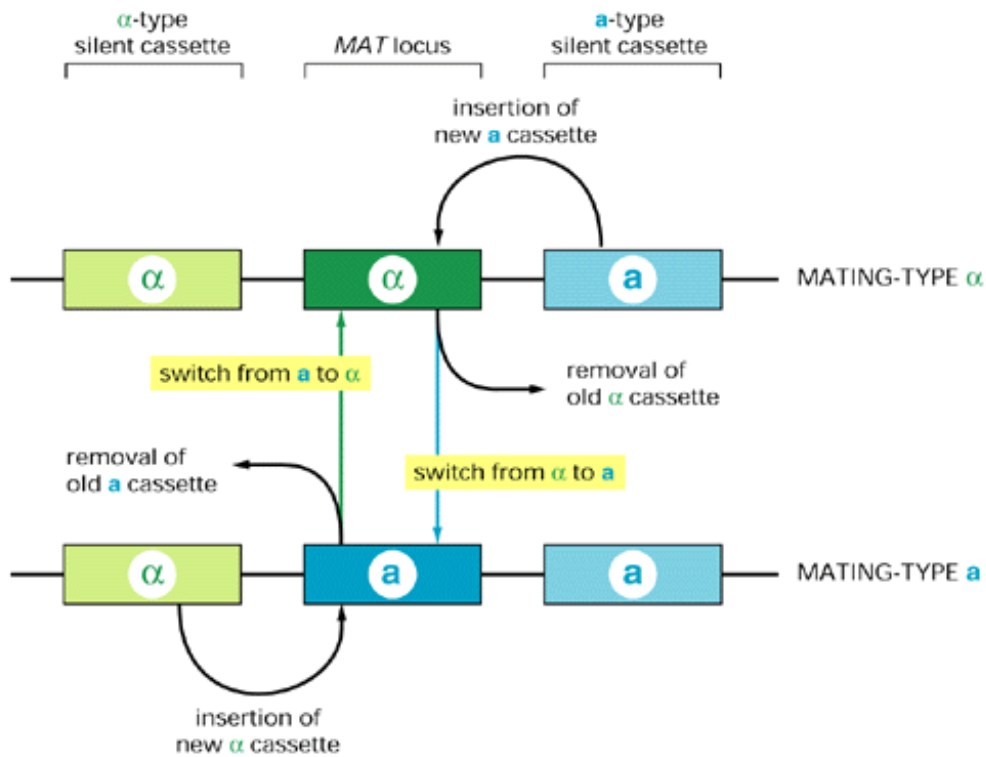 α-type
silent cassette
MAT locus
a-type
silent cassette
insertion of
new a cassette
α
α
a
MATING-TYPE α
switch from a to α
removal of
old α cassette
removal of
old a cassette
switch from α to a
α
a
a
MATING-TYPE a
insertion of
new α cassette